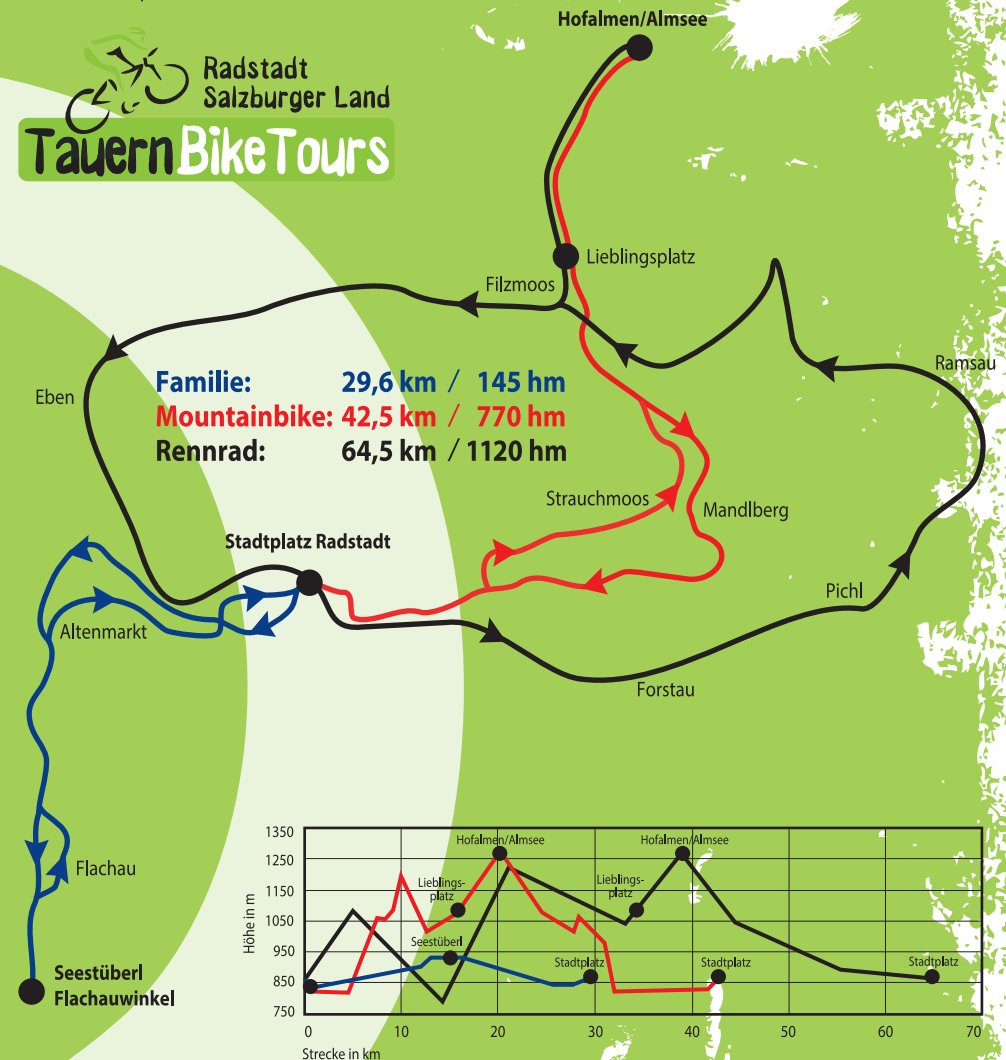 Hofalmen/Almsee
Radstadt
Salzburger Land
TauernBikeTours
Lieblingsplatz
Filzmoos
Ramsau
Eben
Familie: 29,6 km / 145 hm
Mountainbike: 42,5 km / 770 hm
Rennrad: 64,5 km / 1120 hm
Strauchmoos
Mandlberg
Stadtplatz Radstadt
Pichl
Altenmarkt
Forstau
Flachau
Seestüberl
Flachauwinkel
Höhe in m
1350
1250
1150
1050
950
850
750
Hofalmen/Almsee
Hofalmen/Almsee
Lieblings-
platz
Lieblings-
platz
Seestüberl
Stadtplatz
Stadtplatz
Stadtplatz
0 10 20 30 40 50 60 70
Strecke in km